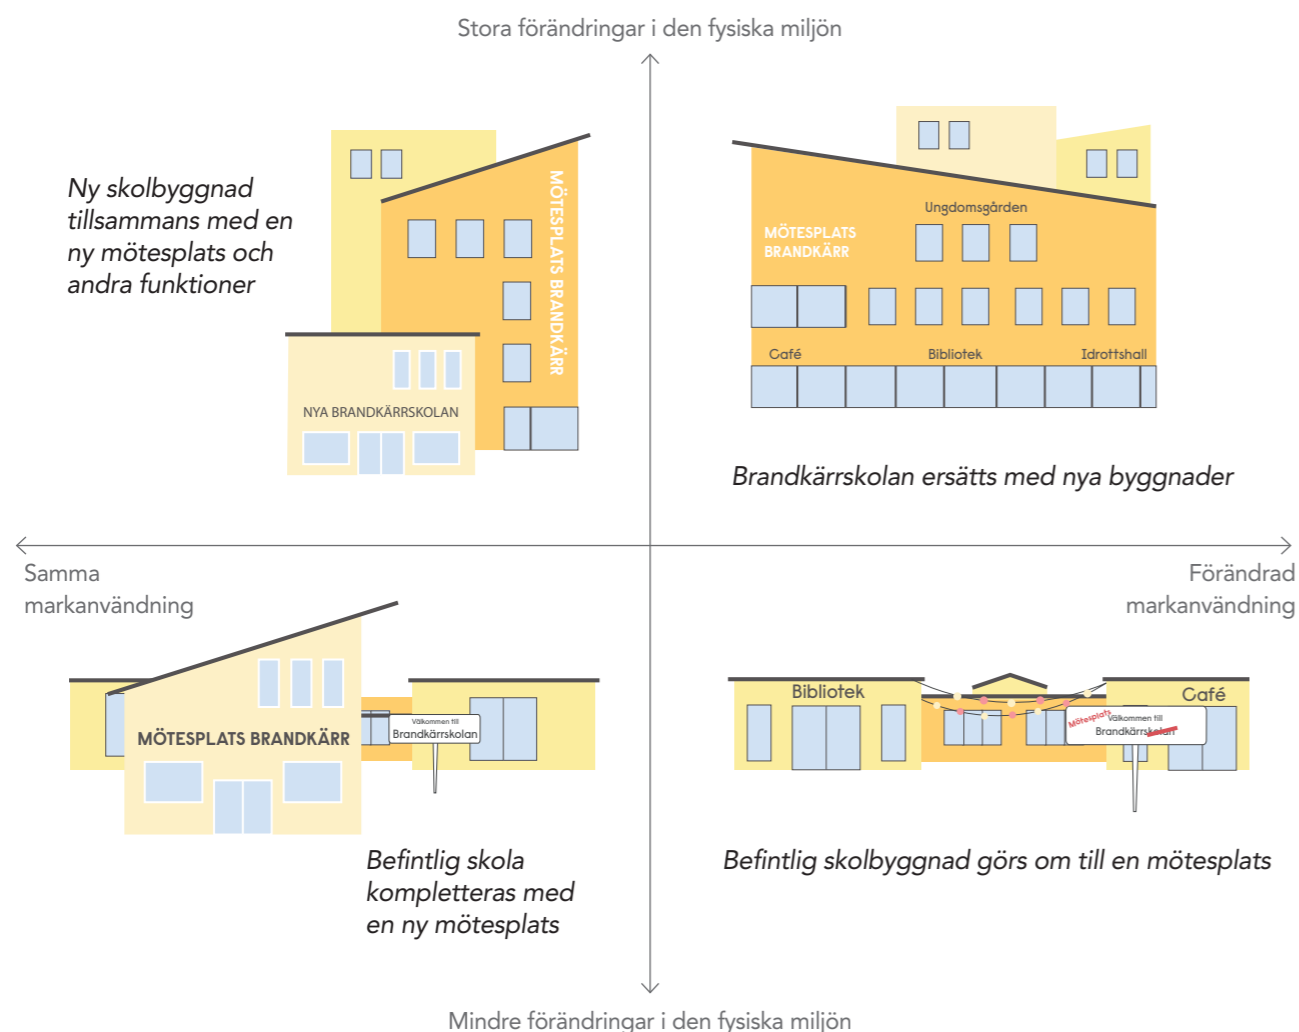 Stora förändringar i den fysiska miljön
Ny skolbyggnad
tillsammans med en
ny mötesplats och
andra funktioner
MÖTESPLATS BRANDKÄRR
NYA BRANDKÄRRSKOLAN
Ungdomsgården
MÖTESPLATS
BRANDKÄRR
Café
Bibliotek
Idrottshall
Brandkärrskolan ersätts med nya byggnader
Samma
markanvändning
Förändrad
markanvändning
MÖTESPLATS BRANDKÄRR
Välkommen till
Brandkärrskolan
Befintlig skola
kompletteras med
en ny mötesplats
Bibliotek
Café
Mötesplats
Välkommen till
Brandkärrskolan
Befintlig skolbyggnad görs om till en mötesplats
Mindre förändringar i den fysiska miljön